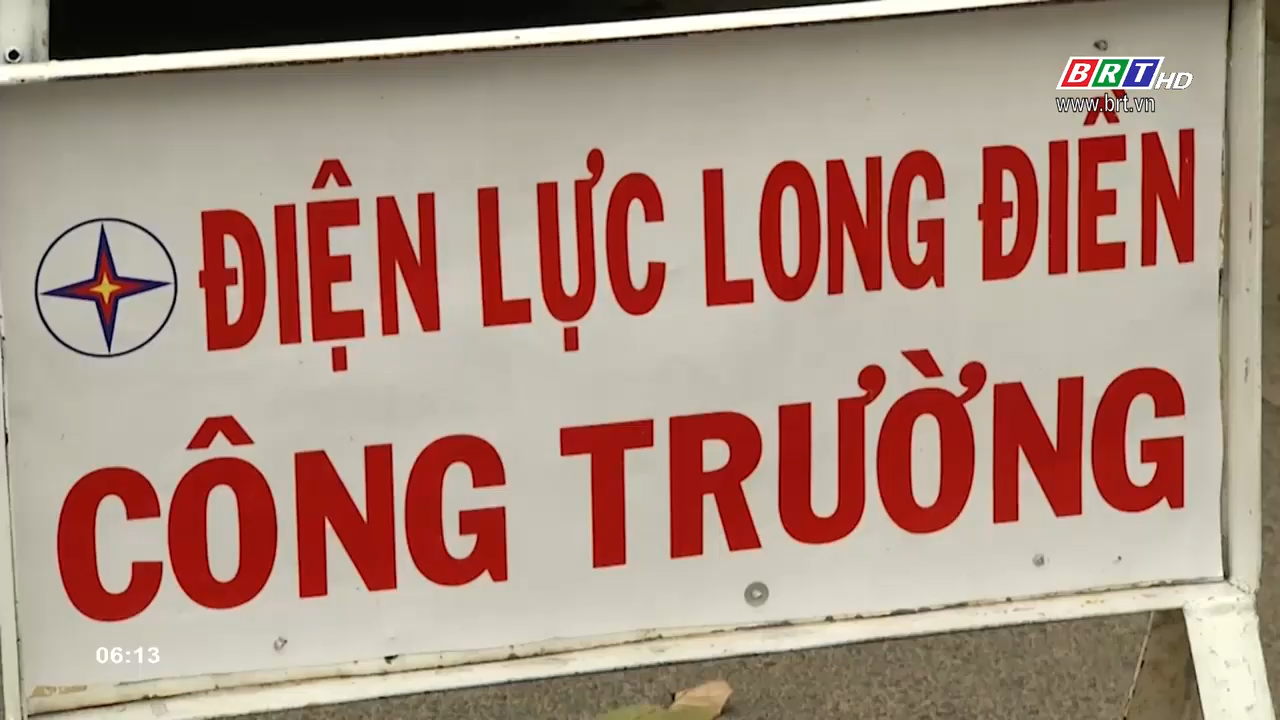 BRT HD
www.brt.vn
ĐIỆN LỰC LONG ĐIỀN
CÔNG TRƯỜNG
06:13